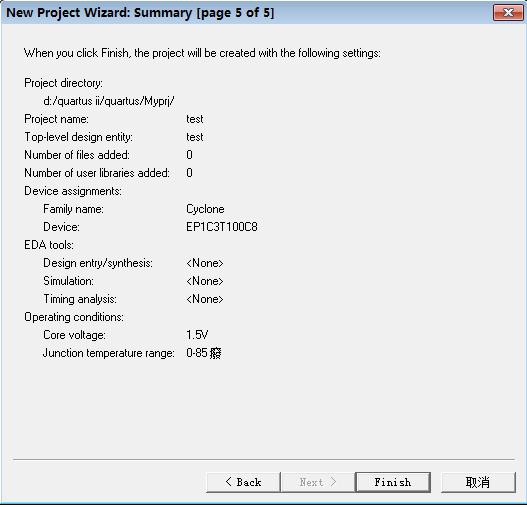 New Project Wizard: Summary [page 5 of 5]
When you click Finish, the project will be created with the following settings:
Project directory:
d:/quartus ii/quartus/Myprj/
Project name: test
Top-level design entity: test
Number of files added: 0
Number of user libraries added: 0
Device assignments:
Family name: Cyclone
Device: EP1C3T100C8
EDA tools:
Design entry/synthesis: <None>
Simulation: <None>
Timing analysis: <None>
Operating conditions:
Core voltage: 1.5V
Junction temperature range: 0-85 癈
< Back Next > Finish 取消